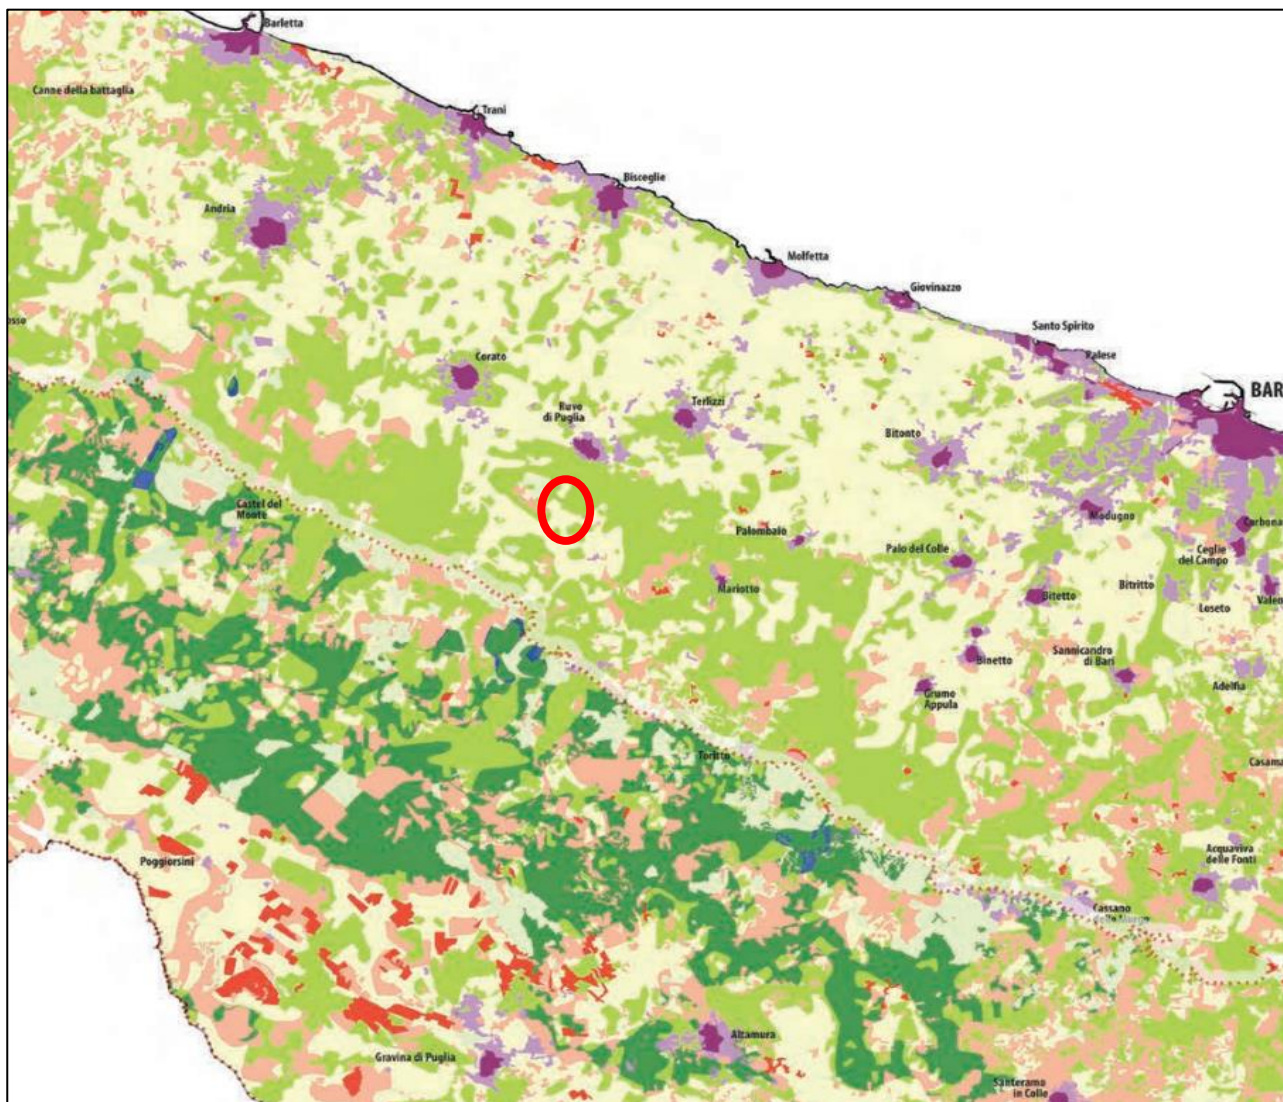 Barletta
Canne della battaglia
Trani
Bisceglie
Andria
Molfetta
Giovinazzo
Santo Spirito
Palese
Corato
BAR
Ruvo
di Puglia
Terlizzi
Bitonto
Castel del
Monte
Modugno
Carbona
Palombaio
Palo del Colle
Ceglie
del Campo
Mariotto
Bitetto
Bitritto
Loseto
Valen
Binetto
Sannicandro
di Bari
Adelfia
Grumo
Appula
Toritto
Casama
Poggiorsini
Acquaviva
delle Fonti
Cassano
delle Murge
Altamura
Gravina di Puglia
Santeramo
in Colle